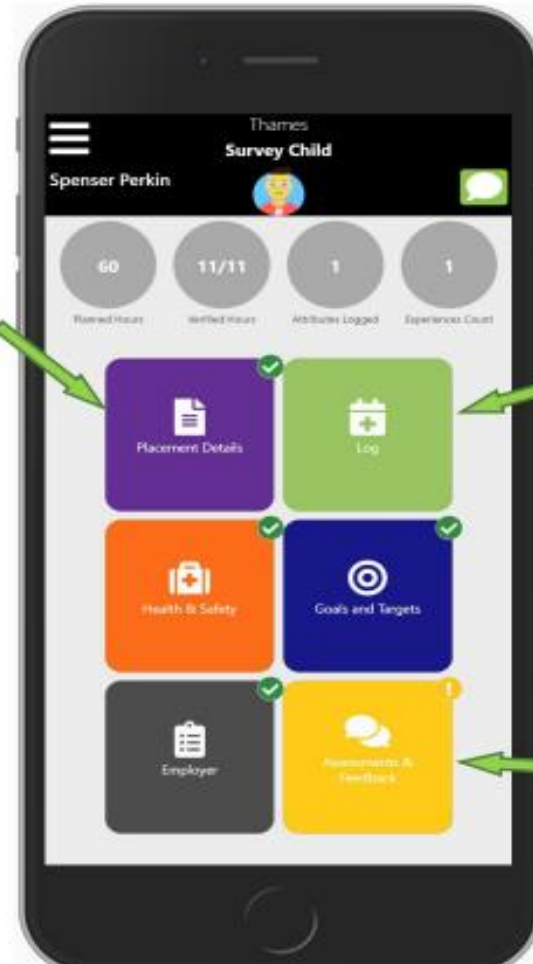 Thames
Survey Child
Spenser Perkin
60
11/11
1
1
Planned Hours
Verified Hours
Attributes Logged
Experiences Count
Placement Details
Log
Health & Safety
Goals and Targets
Employer
Assessments &
Feedback